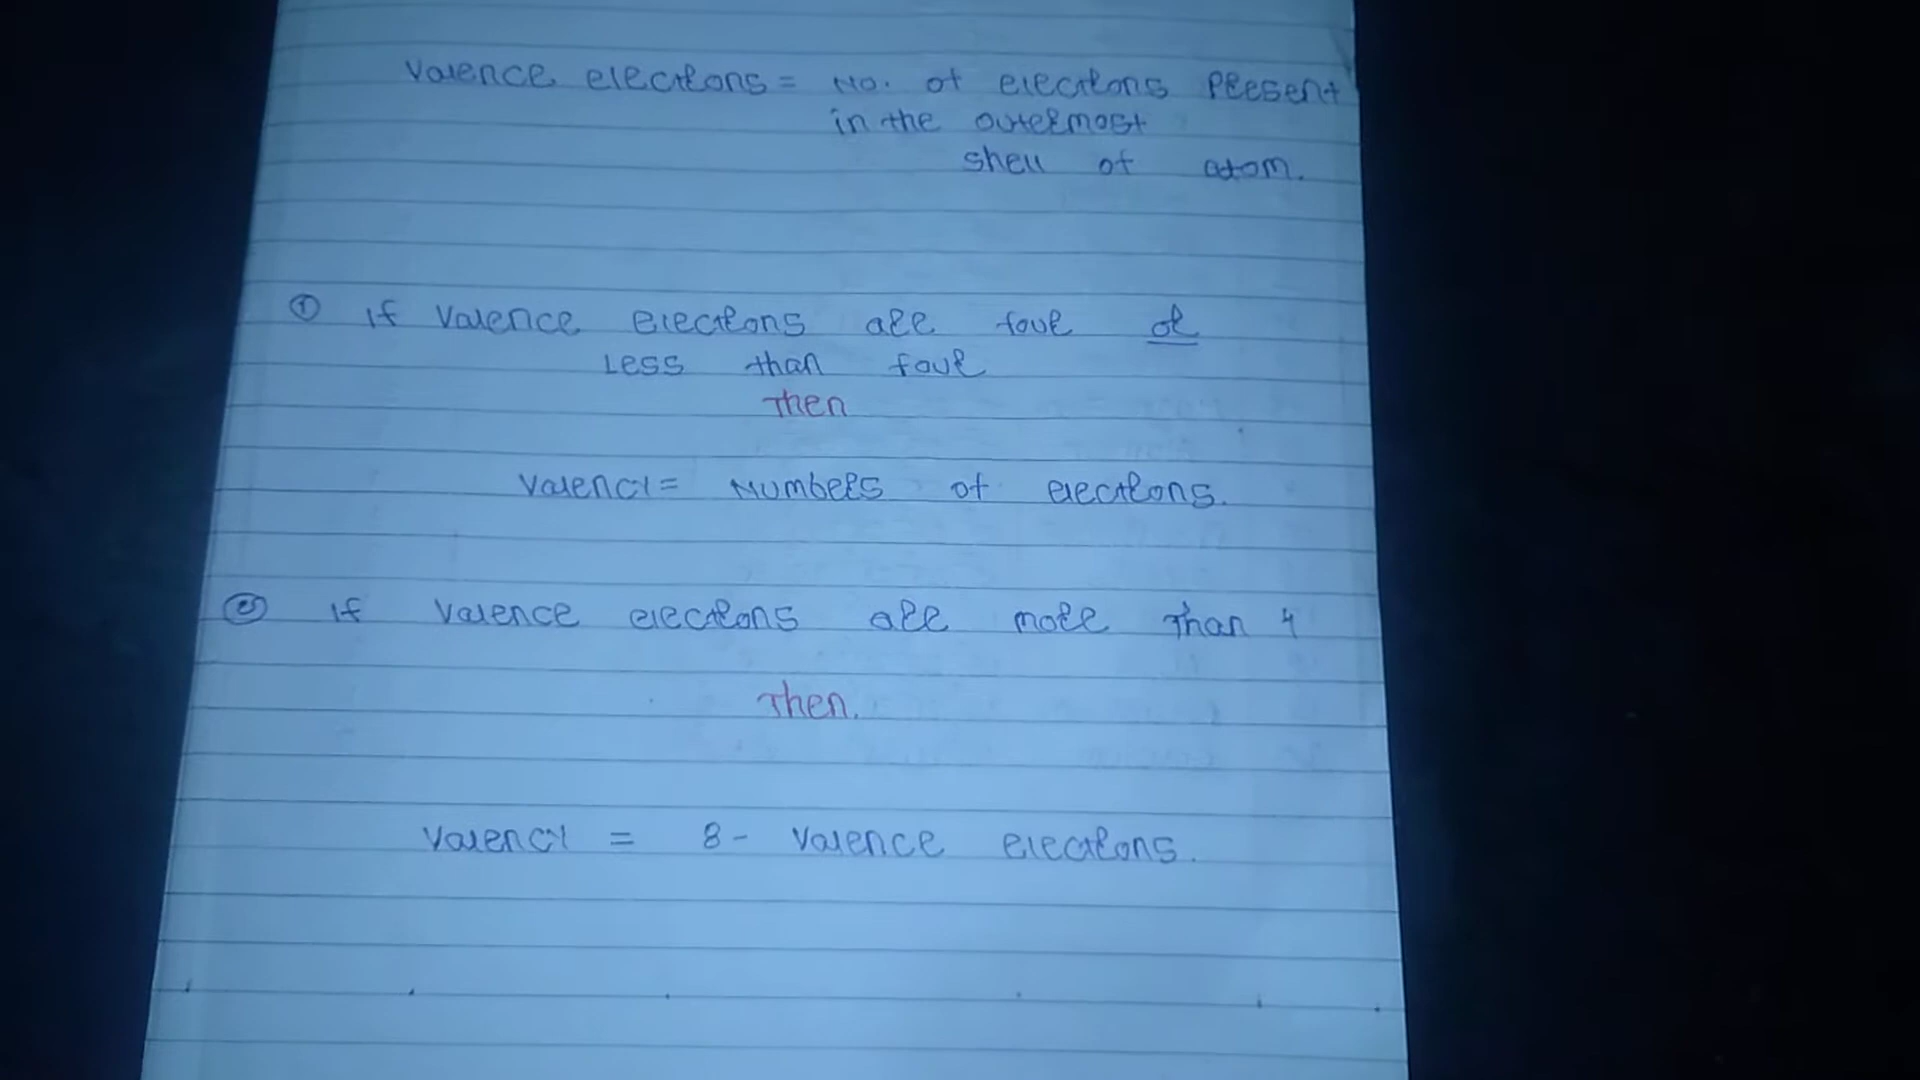 Valence electrons = No. of electrons Present
in the outermost
shell of atom.
① if Valence electrons are four or
Less than four
Then
Valency = Numbers of electrons.
② if Valence electrons are more Than 4
Then.
Valency = 8 - Valence electrons.